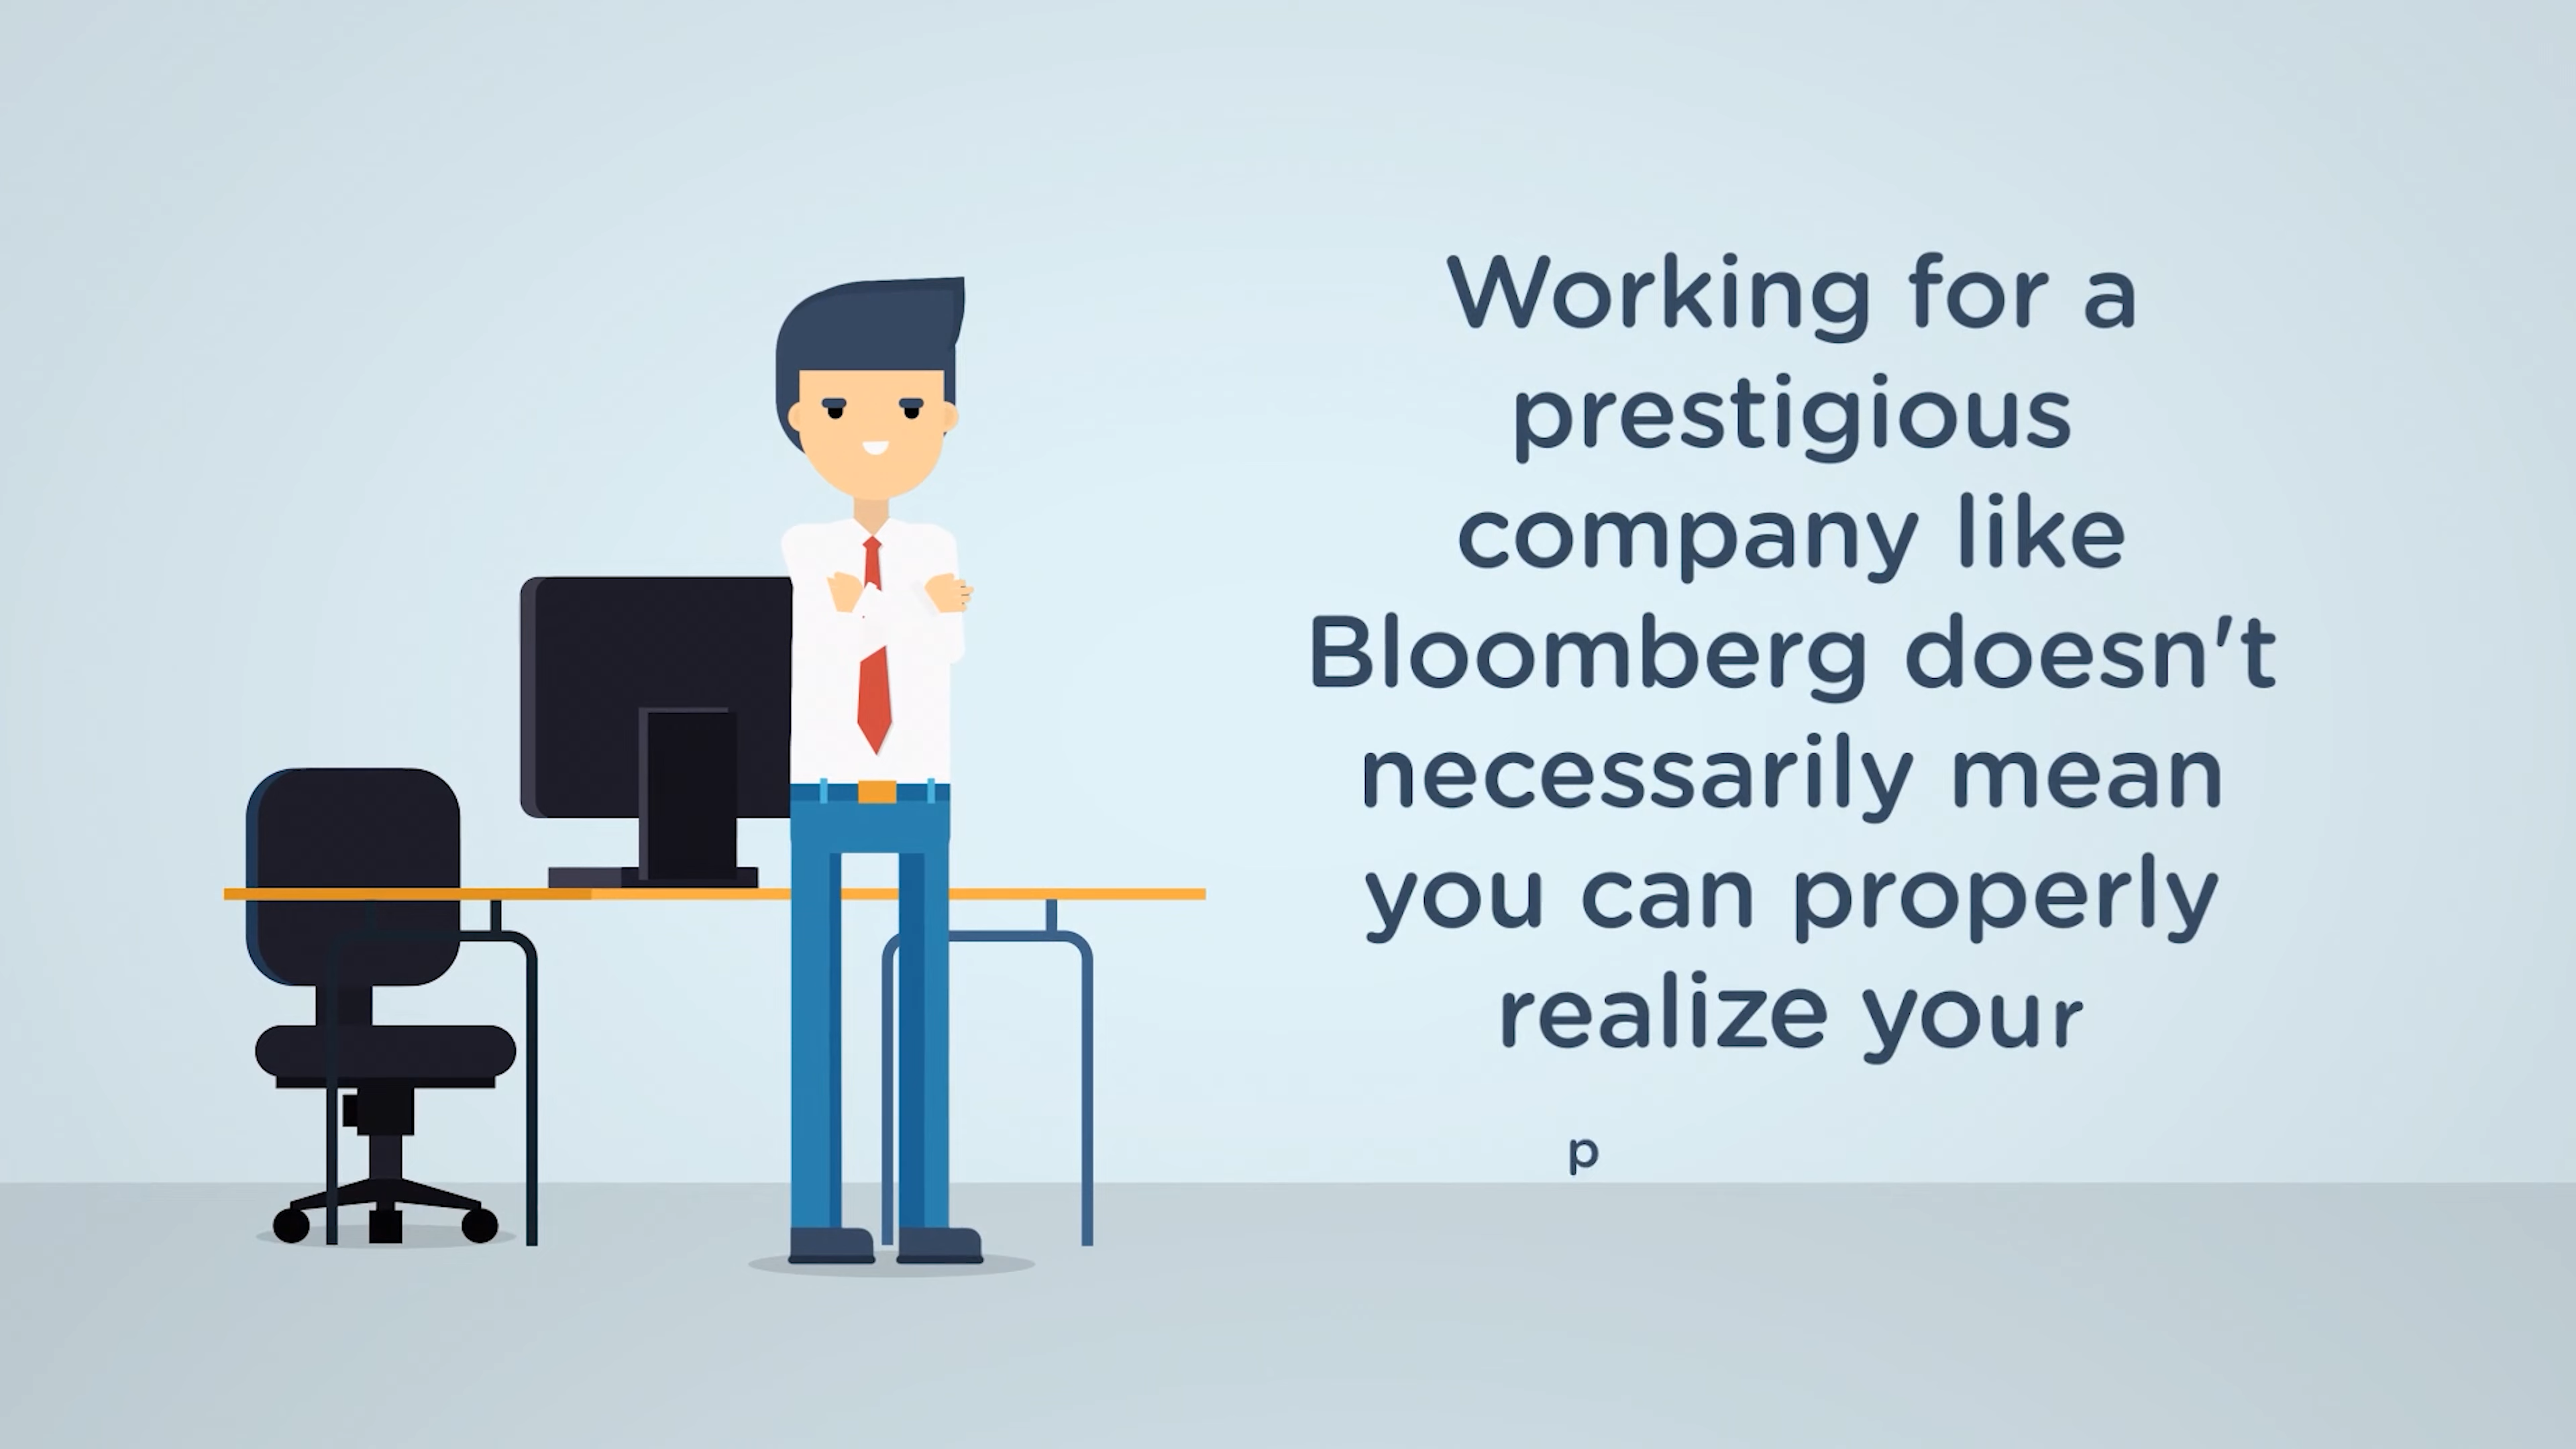 Working for a
prestigious
company like
Bloomberg doesn't
necessarily mean
you can properly
realize your
p